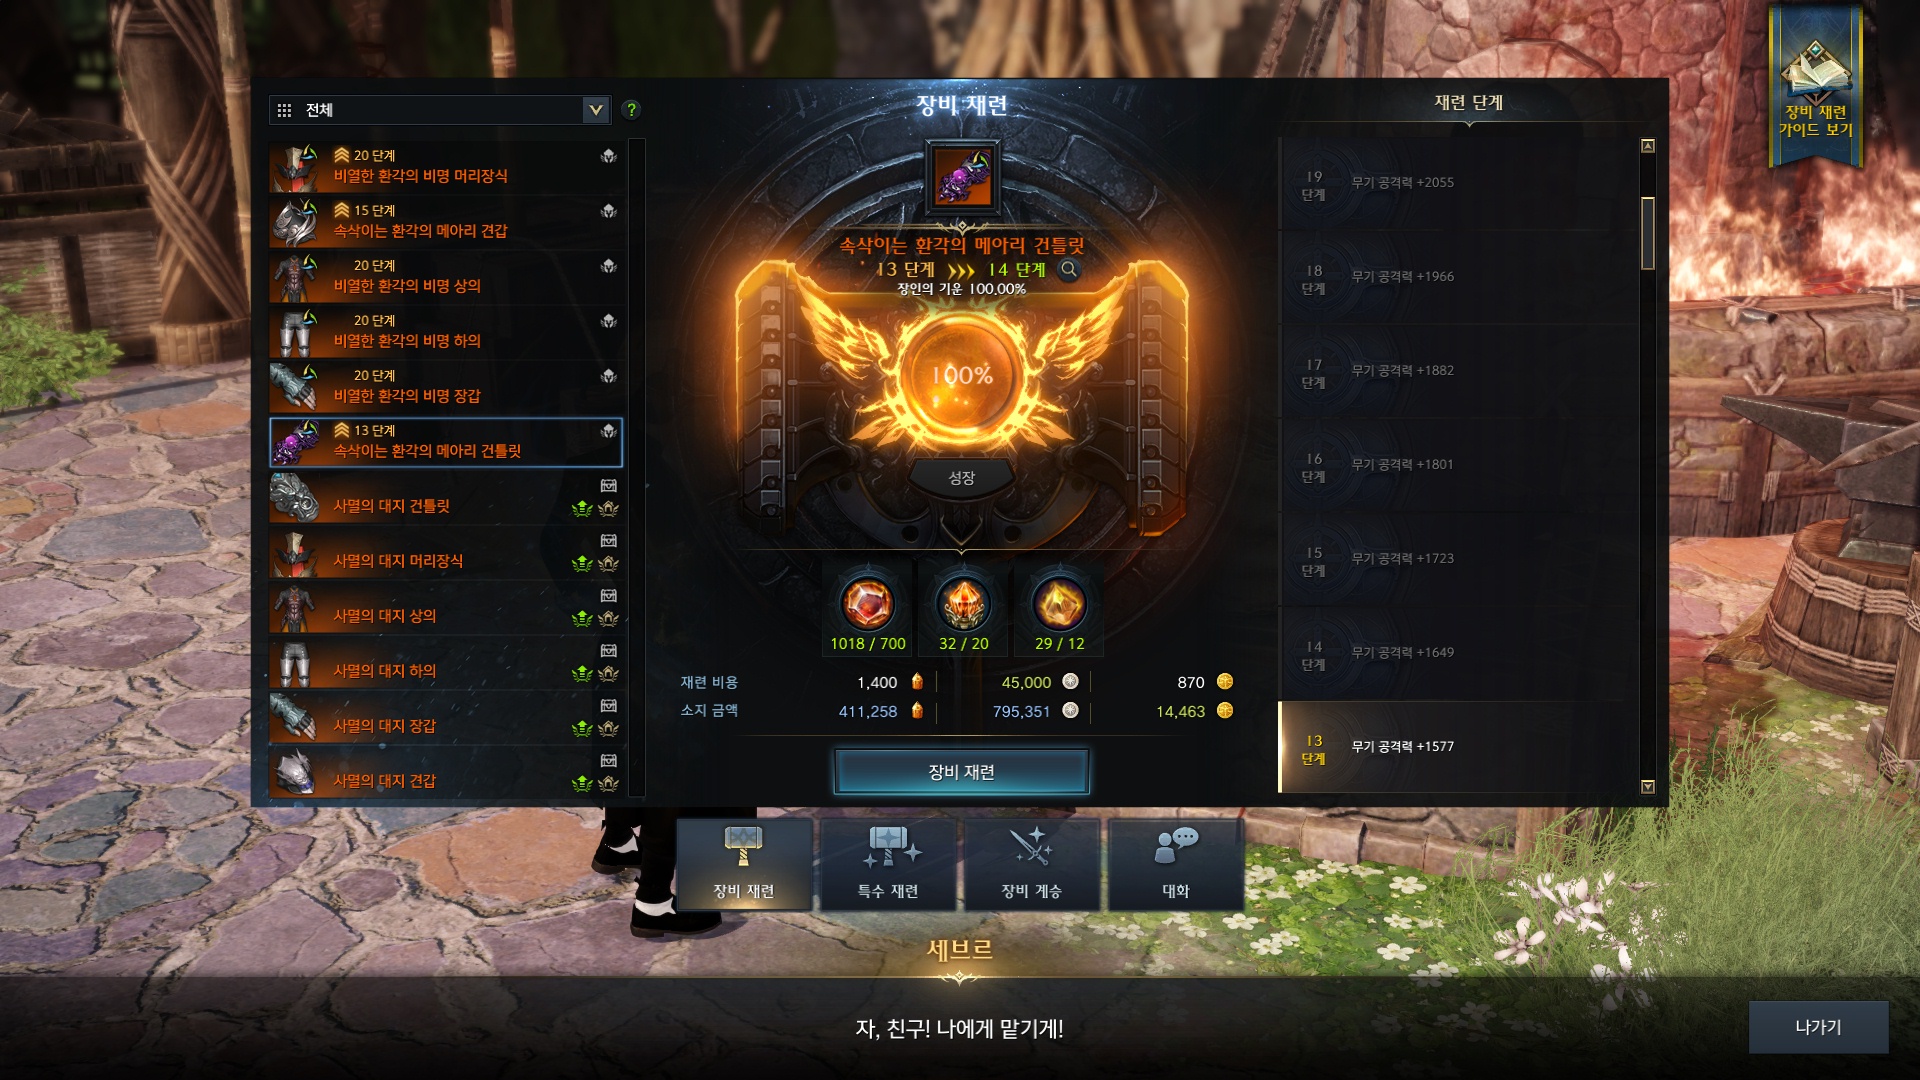 전체
?
20 단계
비열한 환각의 비명 머리장식
15 단계
속삭이는 환각의 메아리 견갑
20 단계
비열한 환각의 비명 상의
20 단계
비열한 환각의 비명 하의
20 단계
비열한 환각의 비명 장갑
13 단계
속삭이는 환각의 메아리 건틀릿
사멸의 대지 건틀릿
사멸의 대지 머리장식
사멸의 대지 상의
사멸의 대지 하의
사멸의 대지 장갑
사멸의 대지 견갑
장비 재련
속삭이는 환각의 메아리 건틀릿
13 단계 14 단계
장인의 기운 100.00%
100%
성장
1018 / 700 32 / 20 29 / 12
재련 비용 1,400 45,000 870
소지 금액 411,258 795,351 14,463
장비 재련
재련 단계
19 단계 무기 공격력 +2055
18 단계 무기 공격력 +1966
17 단계 무기 공격력 +1882
16 단계 무기 공격력 +1801
15 단계 무기 공격력 +1723
14 단계 무기 공격력 +1649
13 단계 무기 공격력 +1577
장비 재련
가이드 보기
장비 재련 특수 재련 장비 계승 대화
세브르
자, 친구! 나에게 맡기게!
나가기